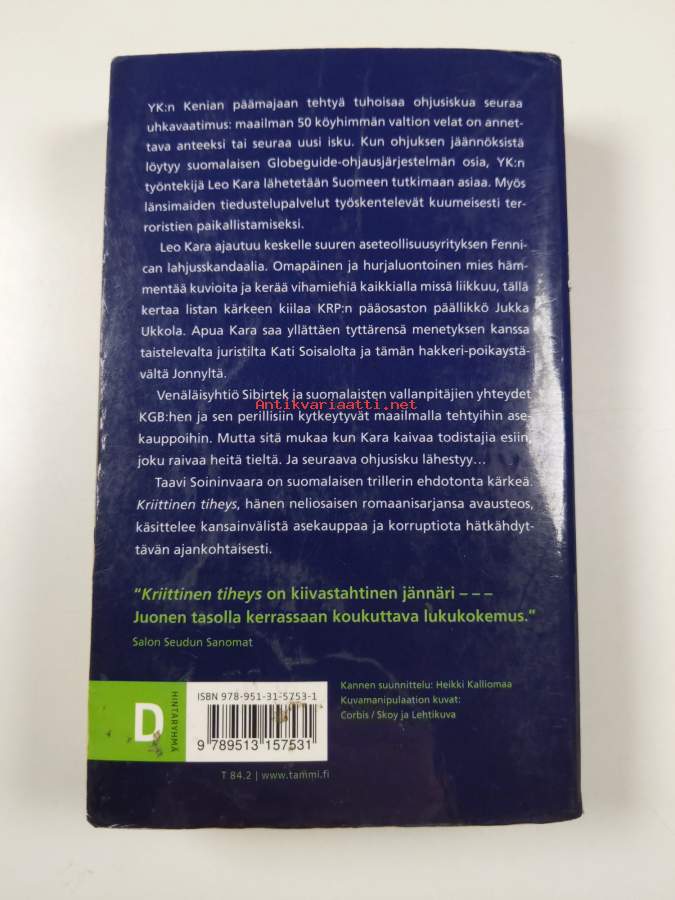 YK:n Kenian päämajaan tehtyä tuhoisaa ohjusiskua seuraa
uhkavaatimus: maailman 50 köyhimmän valtion velat on annet-
tava anteeksi tai seuraa uusi isku. Kun ohjuksen jäännöksistä
löytyy suomalaisen Globeguide-ohjausjärjestelmän osia, YK:n
työntekijä Leo Kara lähetetään Suomeen tutkimaan asiaa. Myös
länsimaiden tiedustelupalvelut työskentelevät kuumeisesti ter-
roristien paikallistamiseksi.
Leo Kara ajautuu keskelle suuren aseteollisuusyrityksen Fenni-
can lahjusskandaalia. Omapäinen ja hurjaluontoinen mies häm-
mentää kuvioita ja kerää vihamiehiä kaikkialla missä liikkuu, tällä
kertaa listan kärkeen kiilaa KRP:n pääosaston päällikkö Jukka
Ukkola. Apua Kara saa yllättäen tyttärensä menetyksen kanssa
taistelevalta juristilta Kati Soisalolta ja tämän hakkeri-poikaystä-
vältä Jonnyltä.
Venäläisyhtiö Sibirtek ja suomalaisten vallanpitäjien yhteydet
Antikvariaatti.net
KGB:hen ja sen perillisiin kytkeytyvät maailmalla tehtyihin ase-
kauppoihin. Mutta sitä mukaa kun Kara kaivaa todistajia esiin,
joku raivaa heitä tieltä. Ja seuraava ohjusisku lähestyy...
Taavi Soininvaara on suomalaisen trillerin ehdotonta kärkeä.
Kriittinen tiheys, hänen neliosaisen romaanisarjansa avausteos,
käsittelee kansainvälistä asekauppaa ja korruptiota hätkähdyt-
tävän ajankohtaisesti.
"Kriittinen tiheys on kiivastahtinen jännäri – – –
Juonen tasolla kerrassaan koukuttava lukukokemus."
Salon Seudun Sanomat
D
HINTARYHMÄ
ISBN 978-951-31-5753-1
9 789513 157531
T 84.2 | www.tammi.fi
Kannen suunnittelu: Heikki Kalliomaa
Kuvamanipulaation kuvat:
Corbis / Skoy ja Lehtikuva